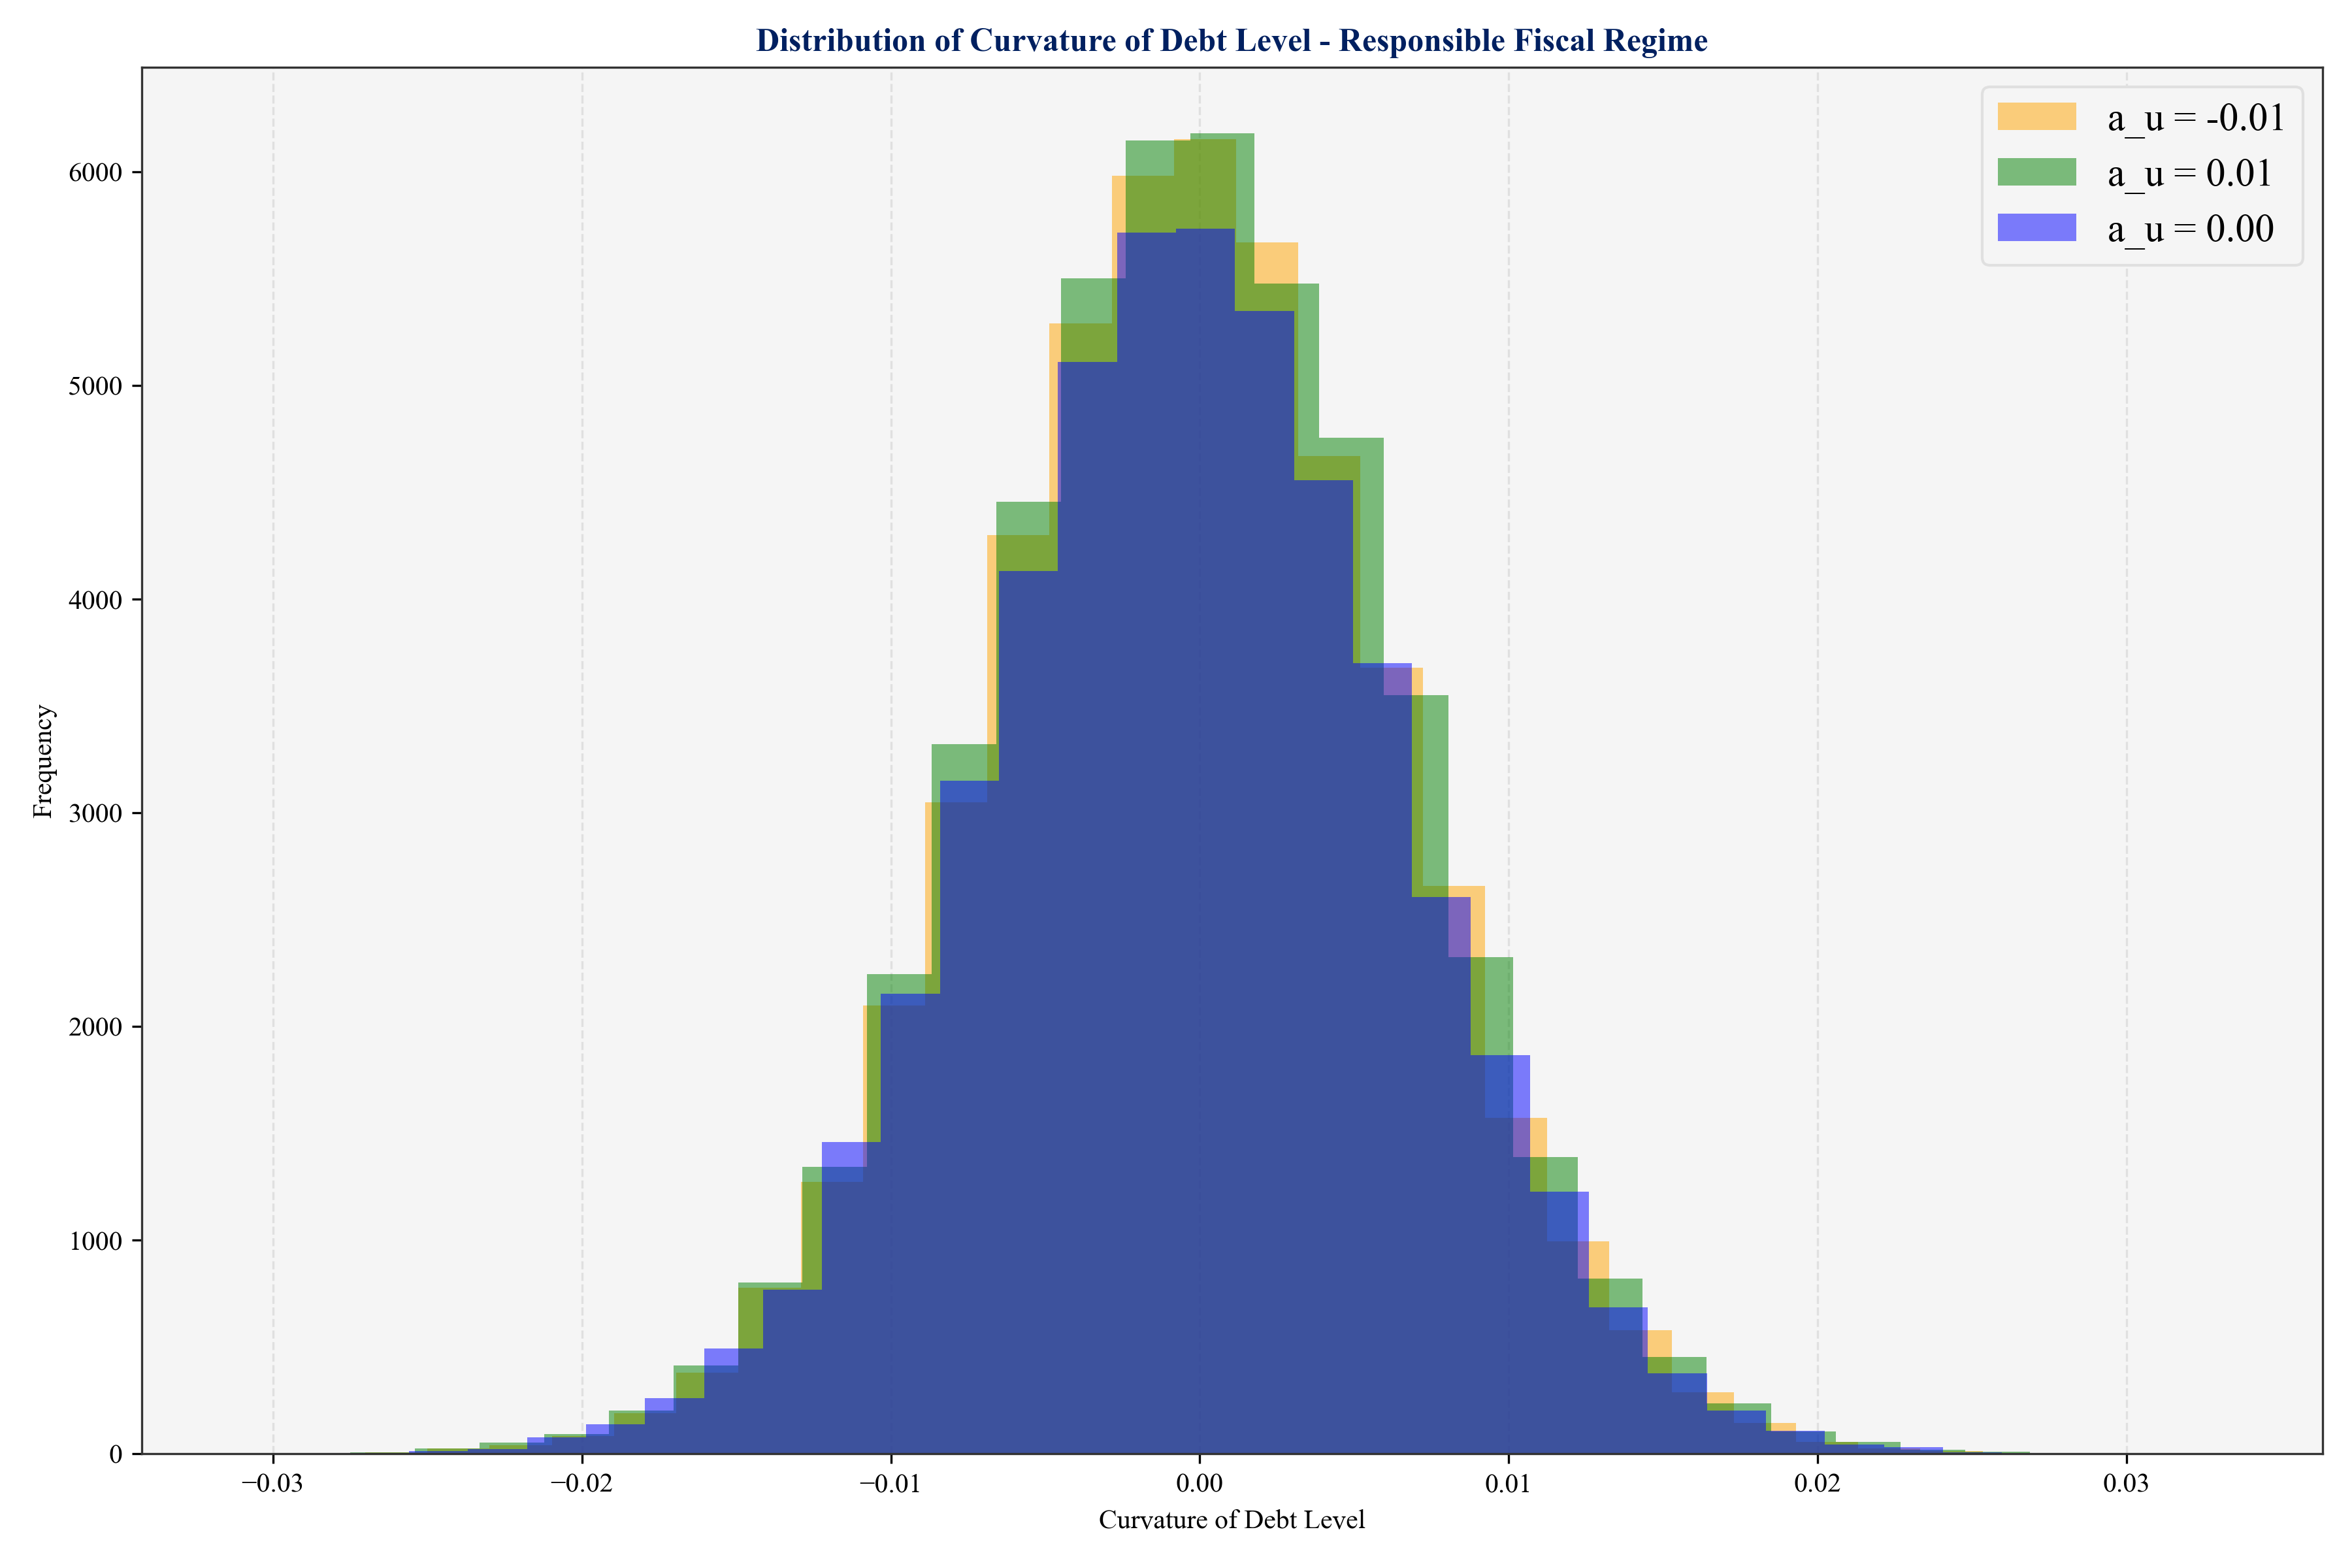 Distribution of Curvature of Debt Level - Responsible Fiscal Regime
a_u = -0.01
a_u = 0.01
a_u = 0.00
6000
5000
4000
3000
2000
1000
0
Frequency
−0.03
−0.02
−0.01
0.00
0.01
0.02
0.03
Curvature of Debt Level